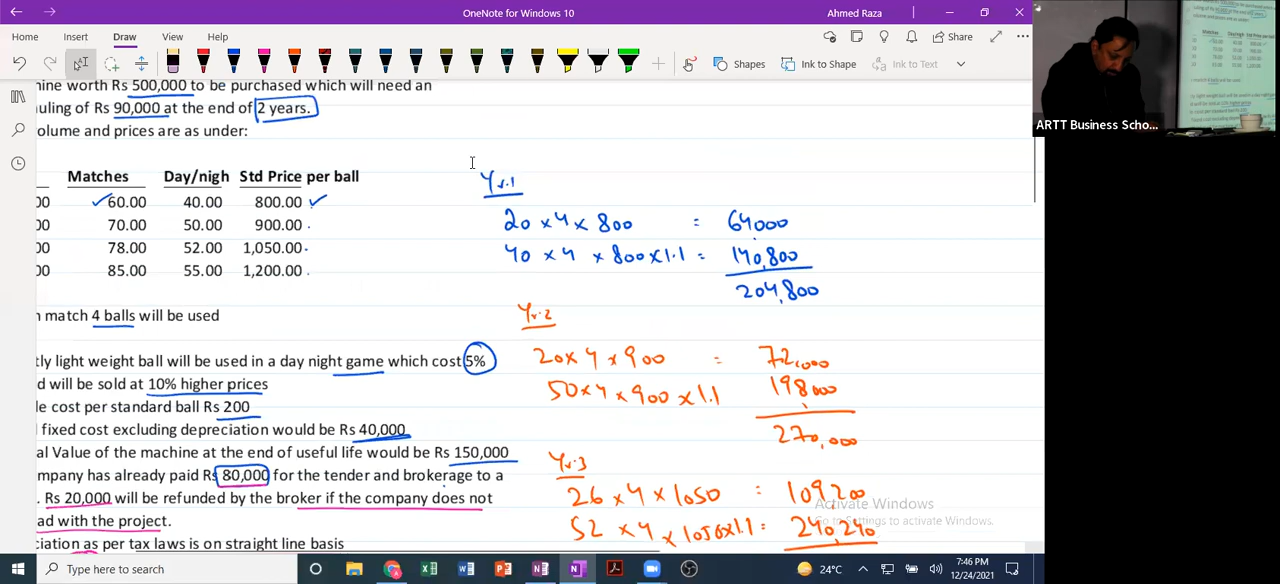 OneNote for Windows 10
Ahmed Raza
Home Insert Draw View Help
Share
Shapes Ink to Shape Ink to Text
ARTT Business Scho...
nine worth Rs 500,000 to be purchased which will need an
auling of Rs 90,000 at the end of 2 years.
olume and prices are as under:
Matches Day/nigh Std Price per ball
00 60.00 40.00 800.00
00 70.00 50.00 900.00
00 78.00 52.00 1,050.00
00 85.00 55.00 1,200.00
n match 4 balls will be used
tly light weight ball will be used in a day night game which cost 5%
d will be sold at 10% higher prices
le cost per standard ball Rs 200
l fixed cost excluding depreciation would be Rs 40,000
al Value of the machine at the end of useful life would be Rs 150,000
ompany has already paid Rs 80,000 for the tender and brokerage to a
. Rs 20,000 will be refunded by the broker if the company does not
ad with the project.
ciation as per tax laws is on straight line basis
Yr.1
20 x 4 x 800 = 64,000
40 x 4 x 800 x 1.1 = 140,800
204,800
Yr.2
20 x 4 x 900 = 72,000
50 x 4 x 900 x 1.1 198,000
270,000
Yr.3
26 x 4 x 1050 = 109200
52 x 4 x 1050x1.1 = 240,240
Activate Windows
Go to Settings to activate Windows.
Type here to search
24°C
7:46 PM
12/24/2021